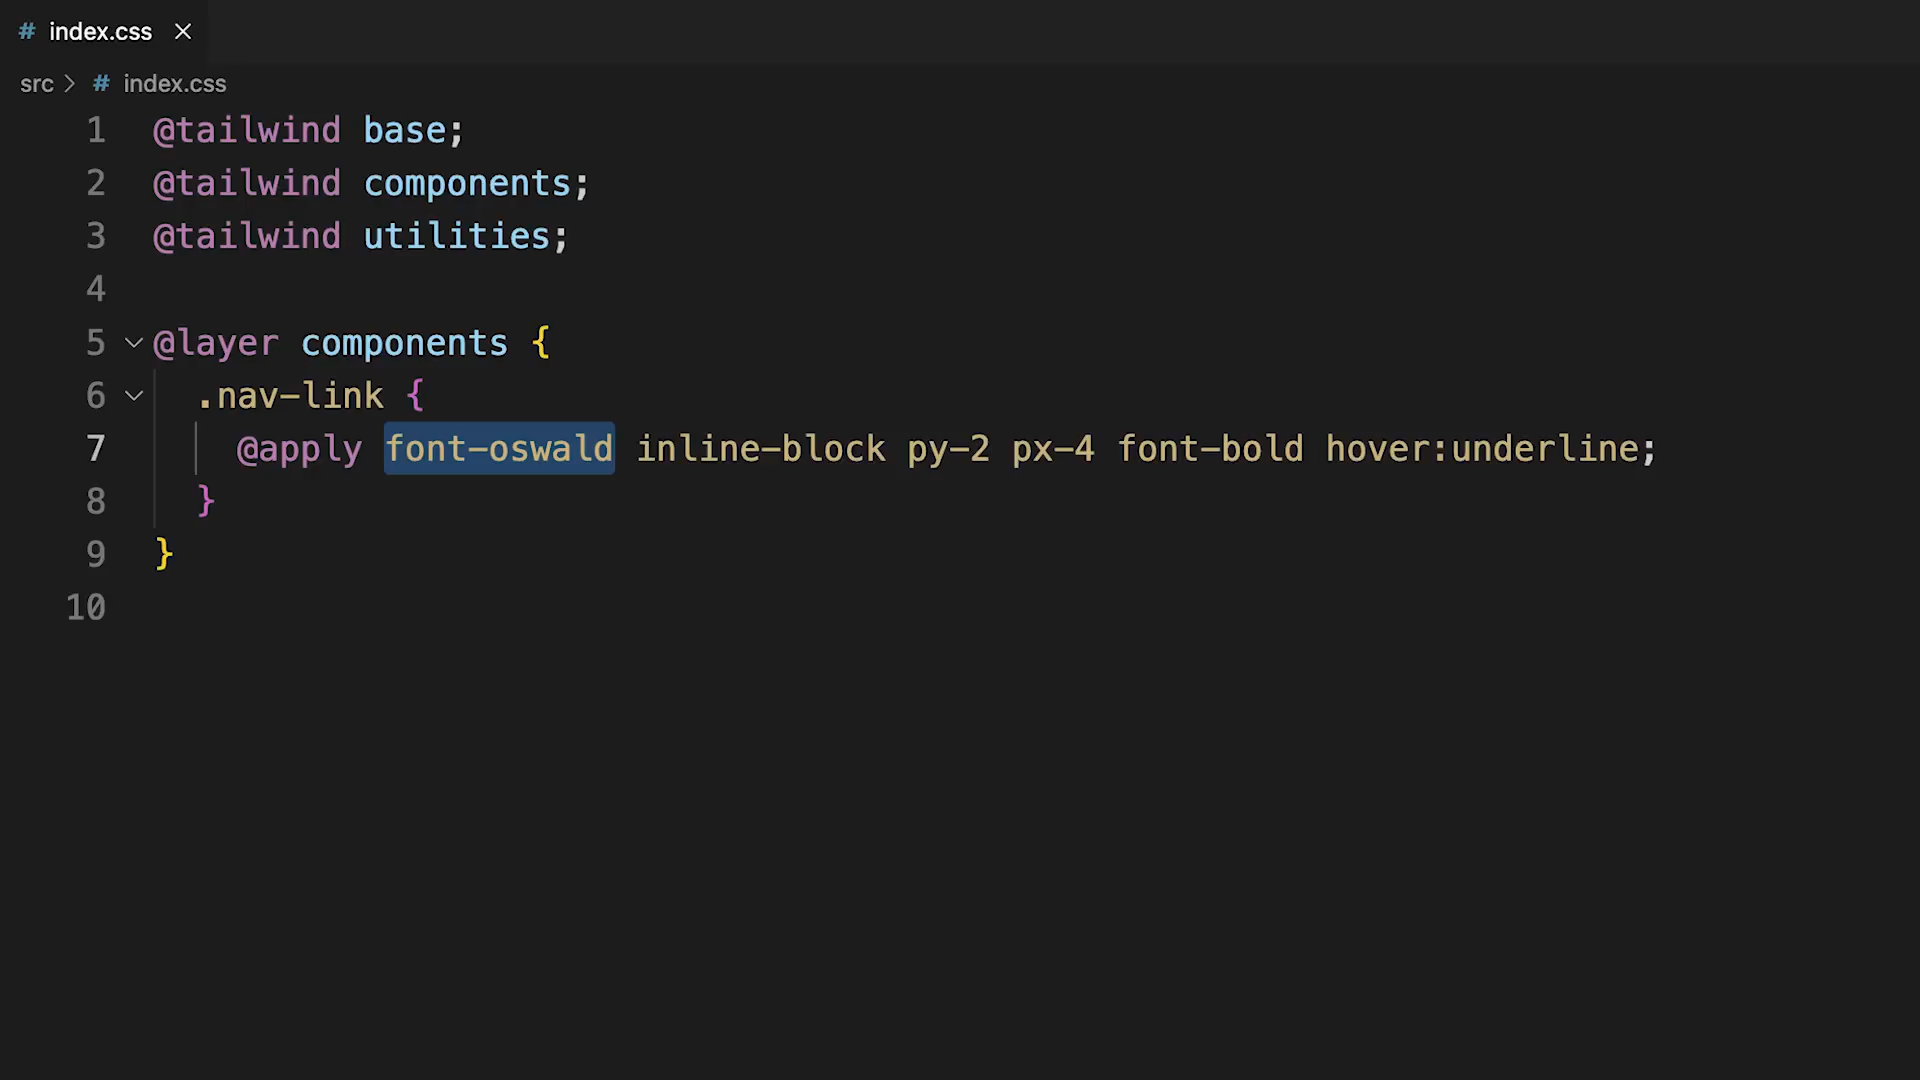 # index.css ×
src > # index.css
1 @tailwind base;
2 @tailwind components;
3 @tailwind utilities;
4
5 @layer components {
6 .nav-link {
7 @apply font-oswald inline-block py-2 px-4 font-bold hover:underline;
8 }
9 }
10